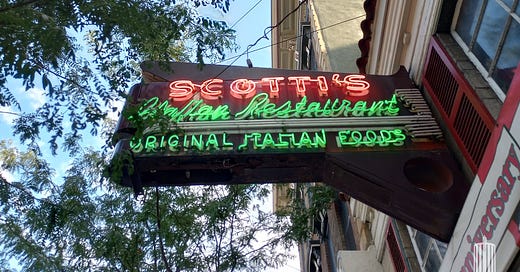 SCOTTI'S
Italian Restaurant
ORIGINAL ITALIAN FOODS